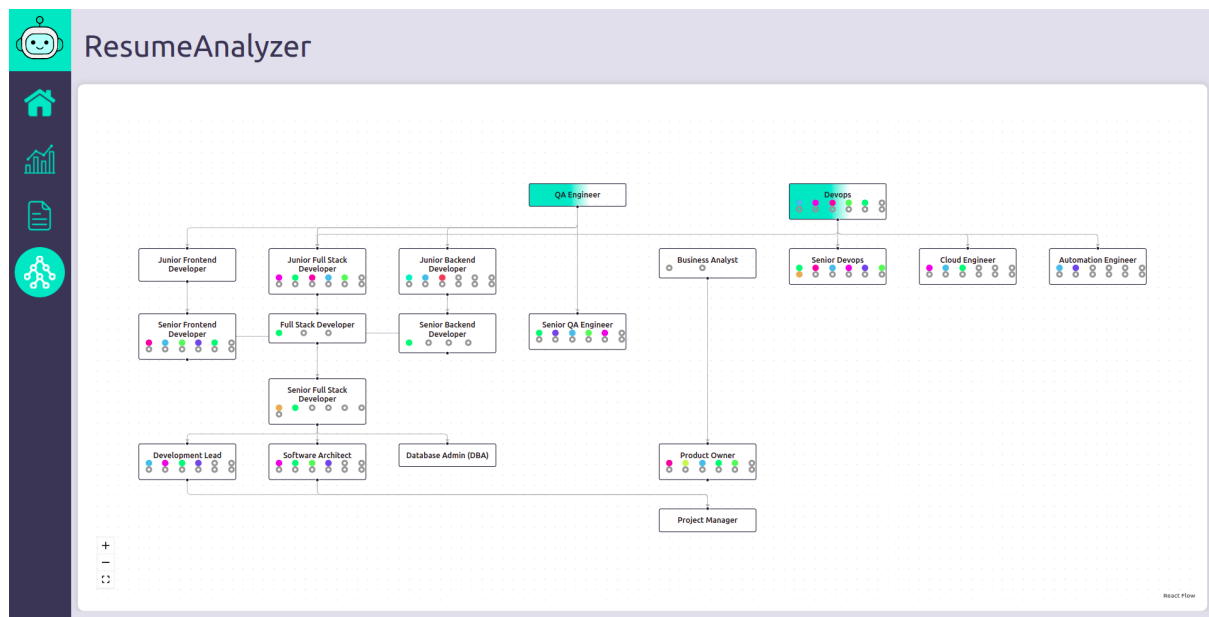 ResumeAnalyzer
QA Engineer
Devops
Junior Frontend
Developer
Junior Full Stack
Developer
Junior Backend
Developer
Business Analyst
Senior Devops
Cloud Engineer
Automation Engineer
Senior Frontend
Developer
Full Stack Developer
Senior Backend
Developer
Senior QA Engineer
Senior Full Stack
Developer
Development Lead
Software Architect
Database Admin (DBA)
Product Owner
Project Manager
React Flow